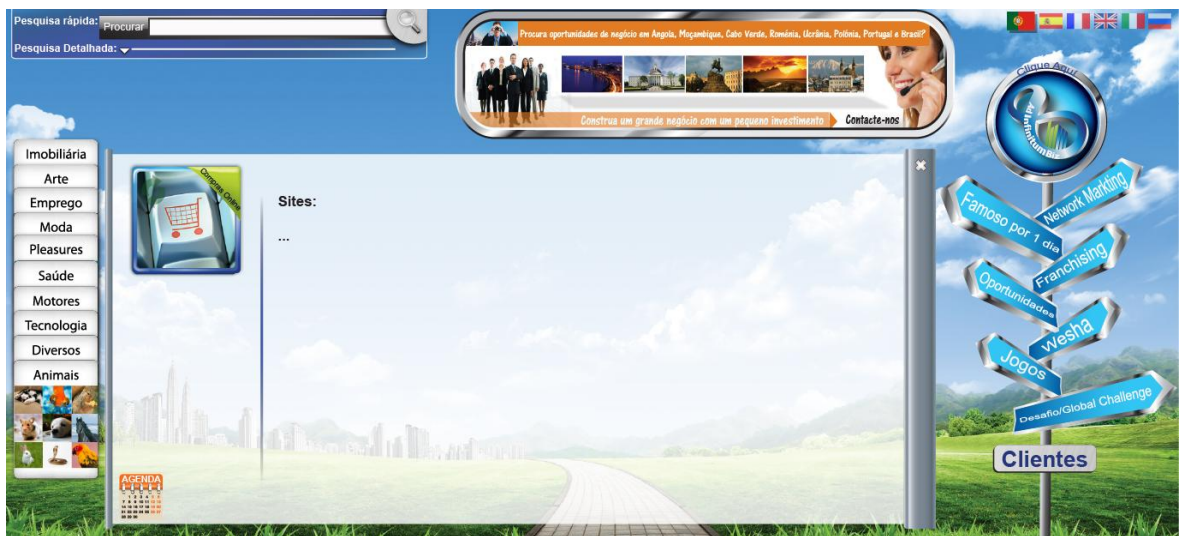 Pesquisa rápida:
Procurar
Pesquisa Detalhada:
Procura oportunidades de negócio em Angola, Moçambique, Cabo Verde, Roménia, Ucrânia, Polónia, Portugal e Brasil?
Construa um grande negócio com um pequeno investimento
Contacte-nos
Clique Aqui
AdInfinitumBiz
Imobiliária
Arte
Emprego
Moda
Pleasures
Saúde
Motores
Tecnologia
Diversos
Animais
Compras Online
Sites:
...
AGENDA
Network Markting
Famoso por 1 dia
Franchising
Oportunidades
Wesha
Jogos
Desafio/Global Challenge
Clientes